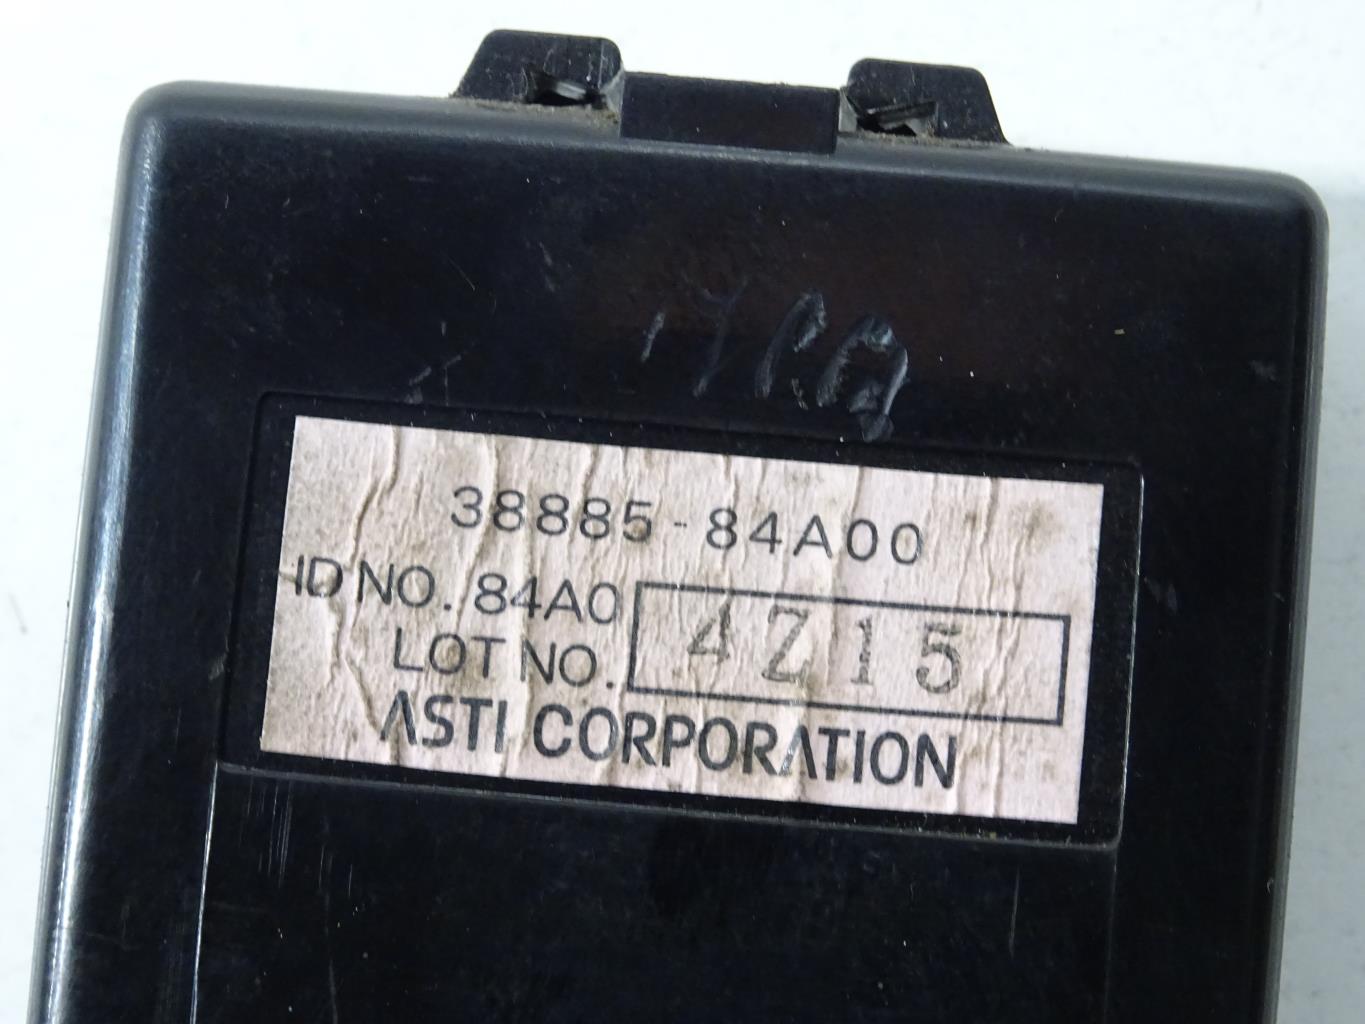 38885-84A00
ID NO. 84A0
LOT NO. 4Z15
ASTI CORPORATION